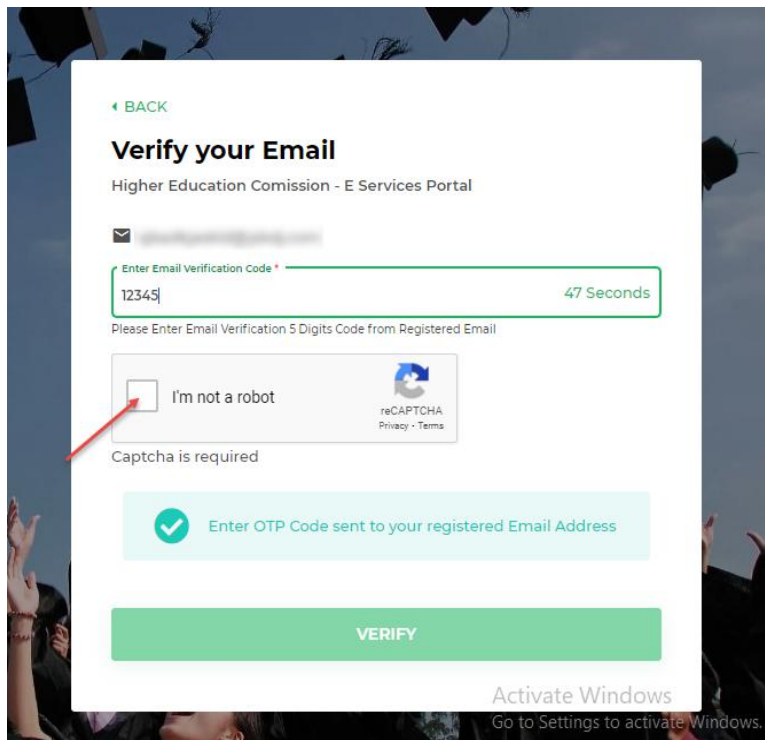 BACK
Verify your Email
Higher Education Comission - E Services Portal
Enter Email Verification Code *
12345
47 Seconds
Please Enter Email Verification 5 Digits Code from Registered Email
I'm not a robot
reCAPTCHA
Privacy - Terms
Captcha is required
Enter OTP Code sent to your registered Email Address
VERIFY
Activate Windows
Go to Settings to activate Windows.